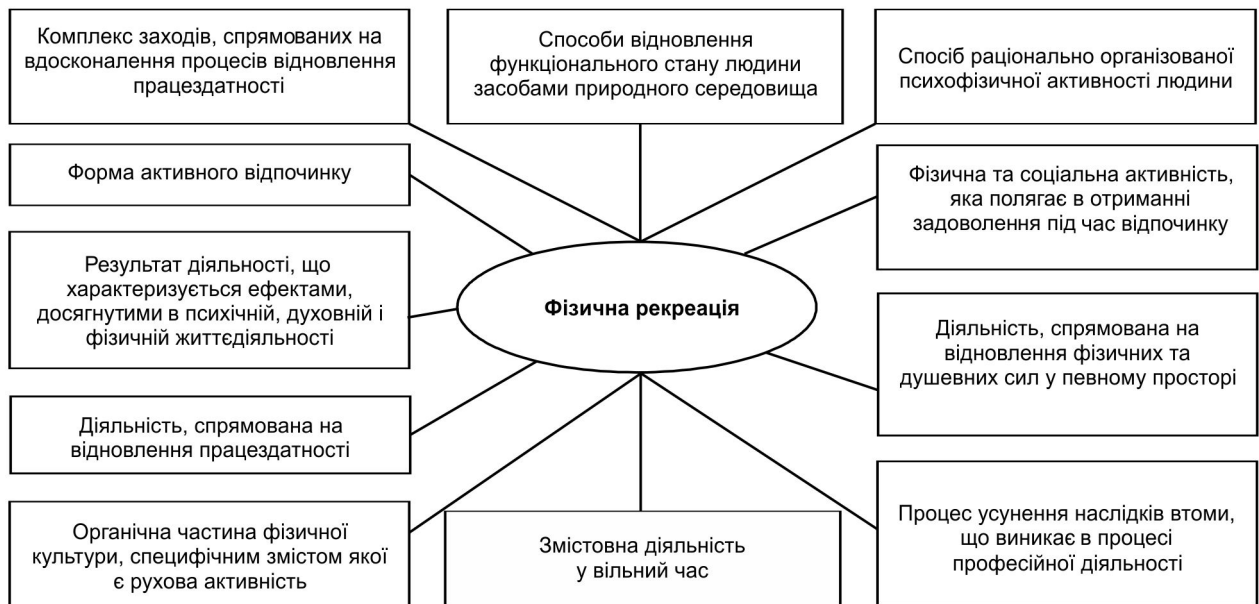 Комплекс заходів, спрямованих на
вдосконалення процесів відновлення
працездатності
Способи відновлення
функціонального стану людини
засобами природного середовища
Спосіб раціонально організованої
психофізичної активності людини
Форма активного відпочинку
Фізична та соціальна активність,
яка полягає в отриманні
задоволення під час відпочинку
Результат діяльності, що
характеризується ефектами,
досягнутими в психічній, духовній і
фізичній життєдіяльності
Фізична рекреація
Діяльність, спрямована на
відновлення фізичних та
душевних сил у певному просторі
Діяльність, спрямована на
відновлення працездатності
Органічна частина фізичної
культури, специфічним змістом якої
є рухова активність
Змістовна діяльність
у вільний час
Процес усунення наслідків втоми,
що виникає в процесі
професійної діяльності